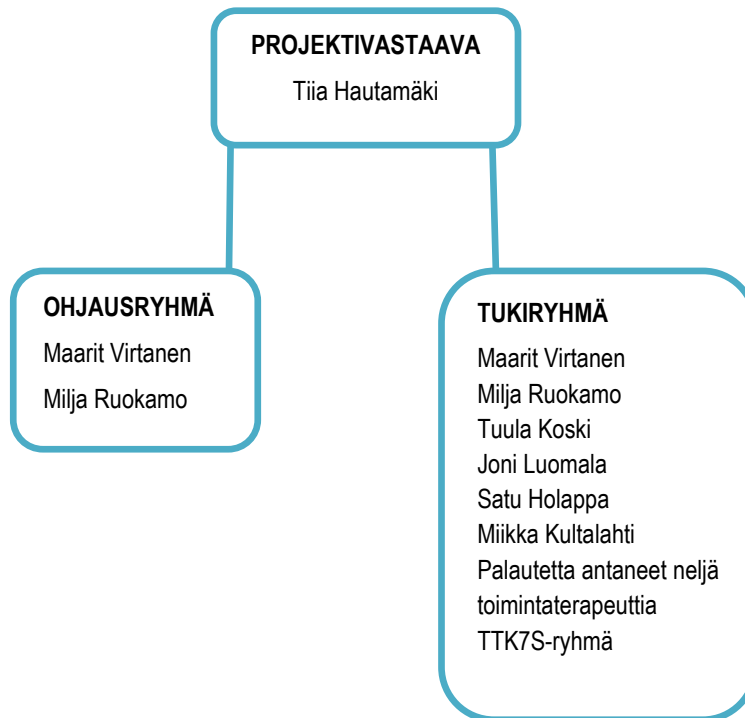 PROJEKTIVASTAAVA
Tiia Hautamäki
OHJAUSRYHMÄ
Maarit Virtanen
Milja Ruokamo
TUKIRYHMÄ
Maarit Virtanen
Milja Ruokamo
Tuula Koski
Joni Luomala
Satu Holappa
Miikka Kultalahti
Palautetta antaneet neljä
toimintaterapeuttia
TTK7S-ryhmä